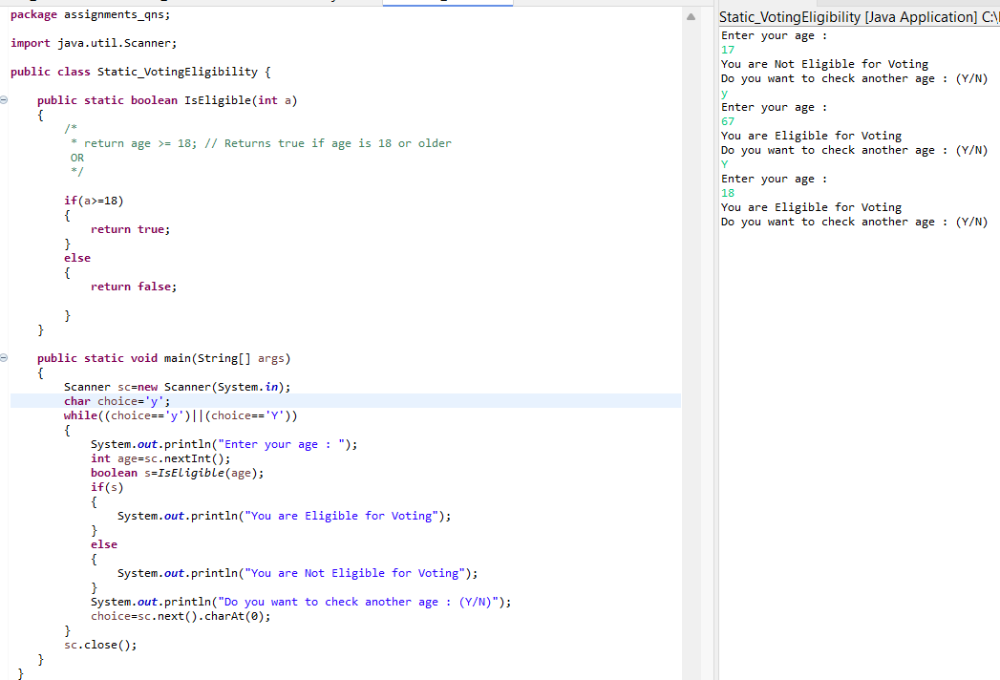 package assignments_qns;
import java.util.Scanner;
public class Static_VotingEligibility {
public static boolean IsEligible(int a)
{
/*
* return age >= 18; // Returns true if age is 18 or older
OR
*/
if(a>=18)
{
return true;
}
else
{
return false;
}
}
public static void main(String[] args)
{
Scanner sc=new Scanner(System.in);
char choice='y';
while((choice=='y')||(choice=='Y'))
{
System.out.println("Enter your age : ");
int age=sc.nextInt();
boolean s=IsEligible(age);
if(s)
{
System.out.println("You are Eligible for Voting");
}
else
{
System.out.println("You are Not Eligible for Voting");
}
System.out.println("Do you want to check another age : (Y/N)");
choice=sc.next().charAt(0);
}
sc.close();
}
}
Static_VotingEligibility [Java Application] C:\
Enter your age :
17
You are Not Eligible for Voting
Do you want to check another age : (Y/N)
y
Enter your age :
67
You are Eligible for Voting
Do you want to check another age : (Y/N)
Y
Enter your age :
18
You are Eligible for Voting
Do you want to check another age : (Y/N)